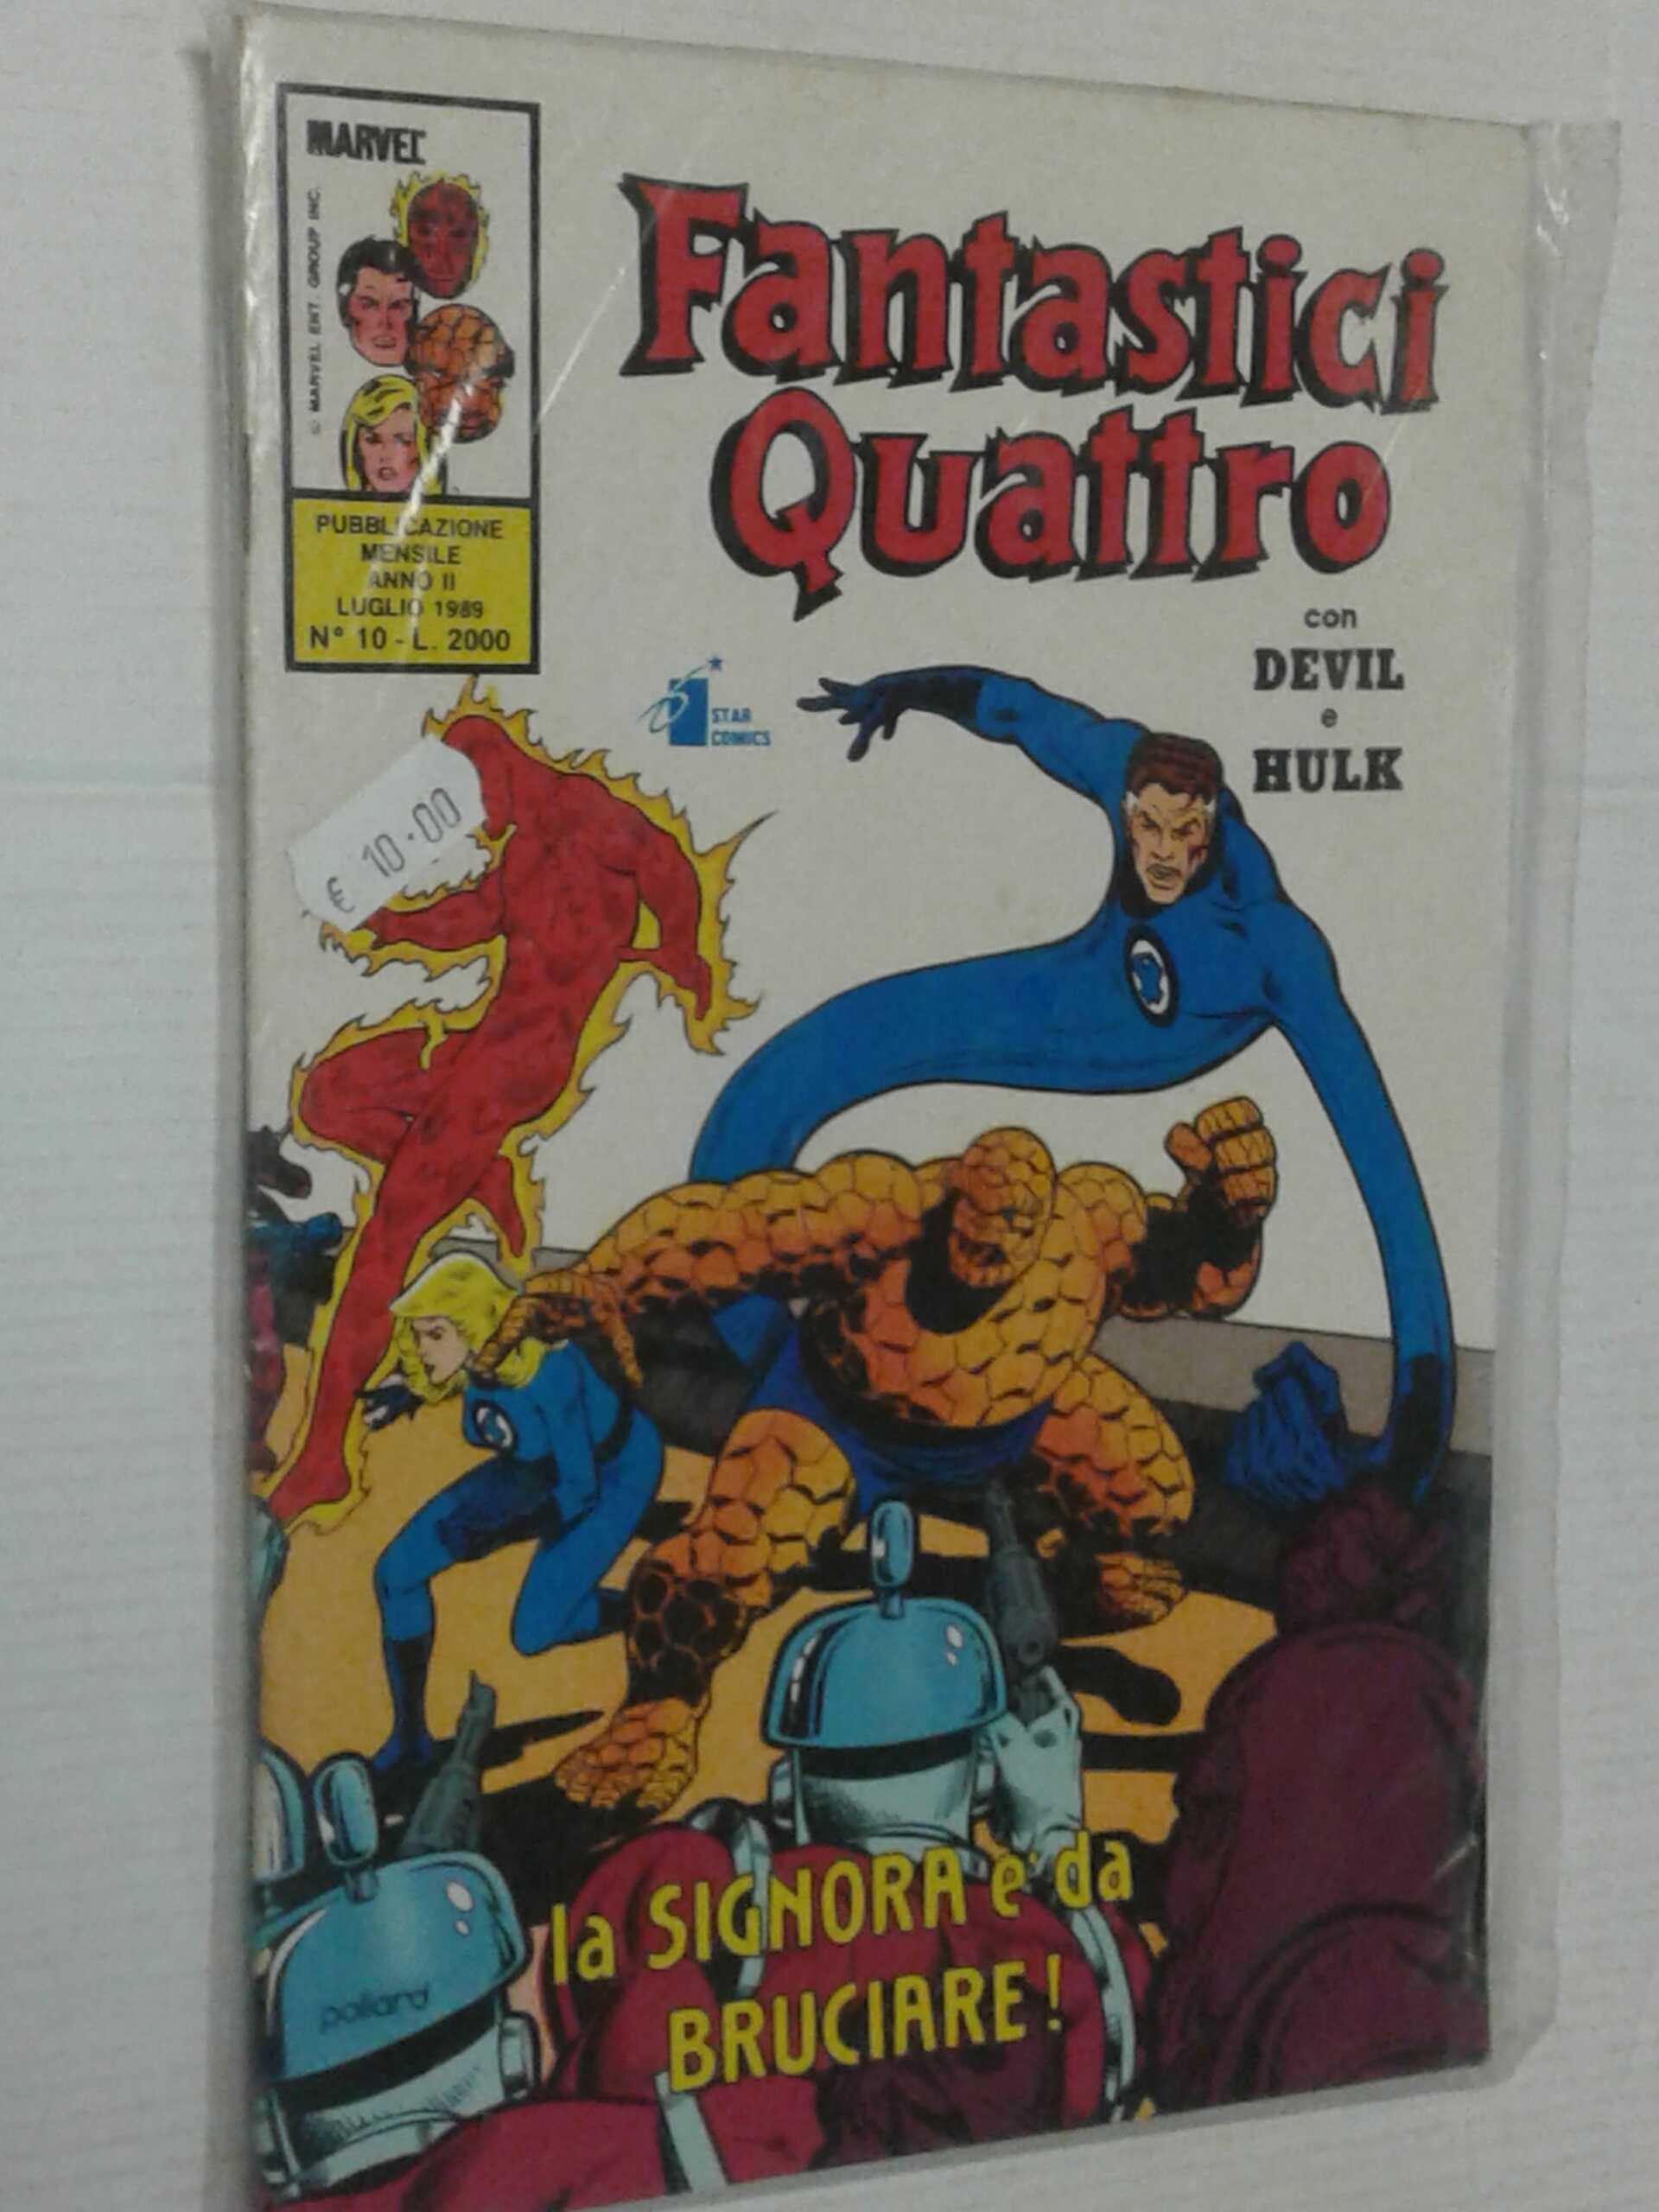 MARVEL
© MARVEL ENT. GROUP INC.
PUBBLICAZIONE
MENSILE
ANNO II
LUGLIO 1989
N° 10 - L. 2000
Fantastici
Quattro
con
DEVIL
e
HULK
STAR
COMICS
€ 10.00
la SIGNORA e' da
BRUCIARE!
pollard